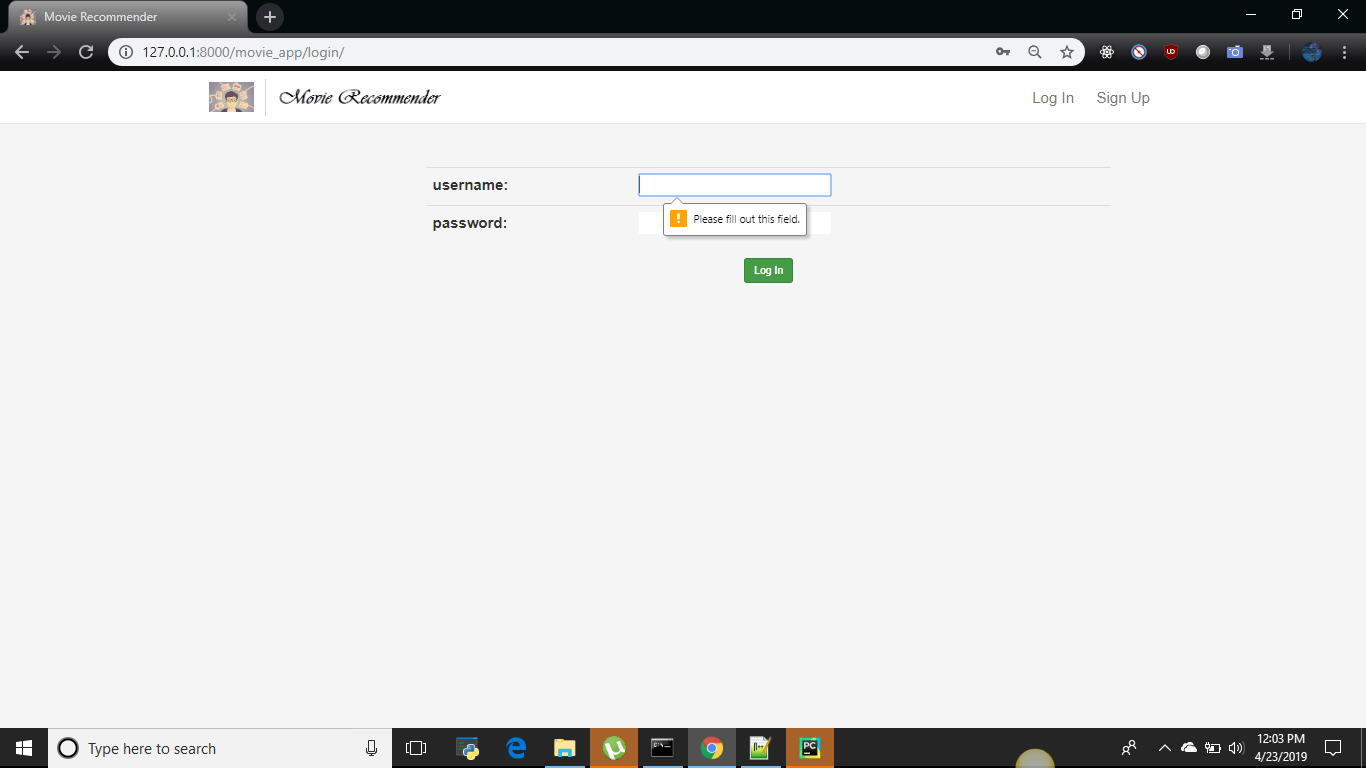 Movie Recommender
127.0.0.1:8000/movie_app/login/
Movie Recommender
Log In
Sign Up
username:
Please fill out this field.
password:
Log In
Type here to search
12:03 PM
4/23/2019